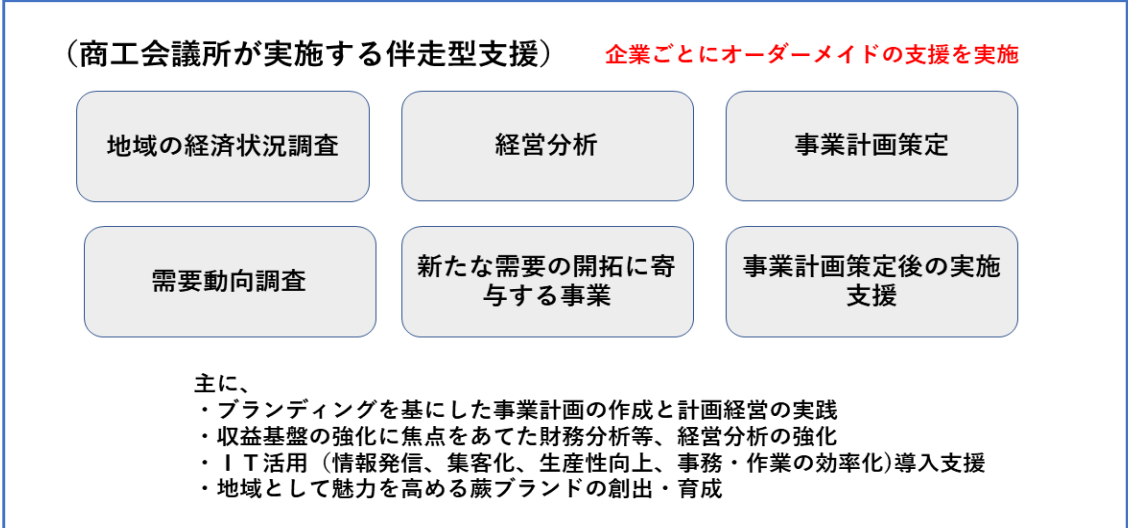 （商工会議所が実施する伴走型支援）
企業ごとにオーダーメイドの支援を実施
地域の経済状況調査
経営分析
事業計画策定
需要動向調査
新たな需要の開拓に寄
与する事業
事業計画策定後の実施
支援
主に、
・ブランディングを基にした事業計画の作成と計画経営の実践
・収益基盤の強化に焦点をあてた財務分析等、経営分析の強化
・ＩＴ活用（情報発信、集客化、生産性向上、事務・作業の効率化)導入支援
・地域として魅力を高める蕨ブランドの創出・育成